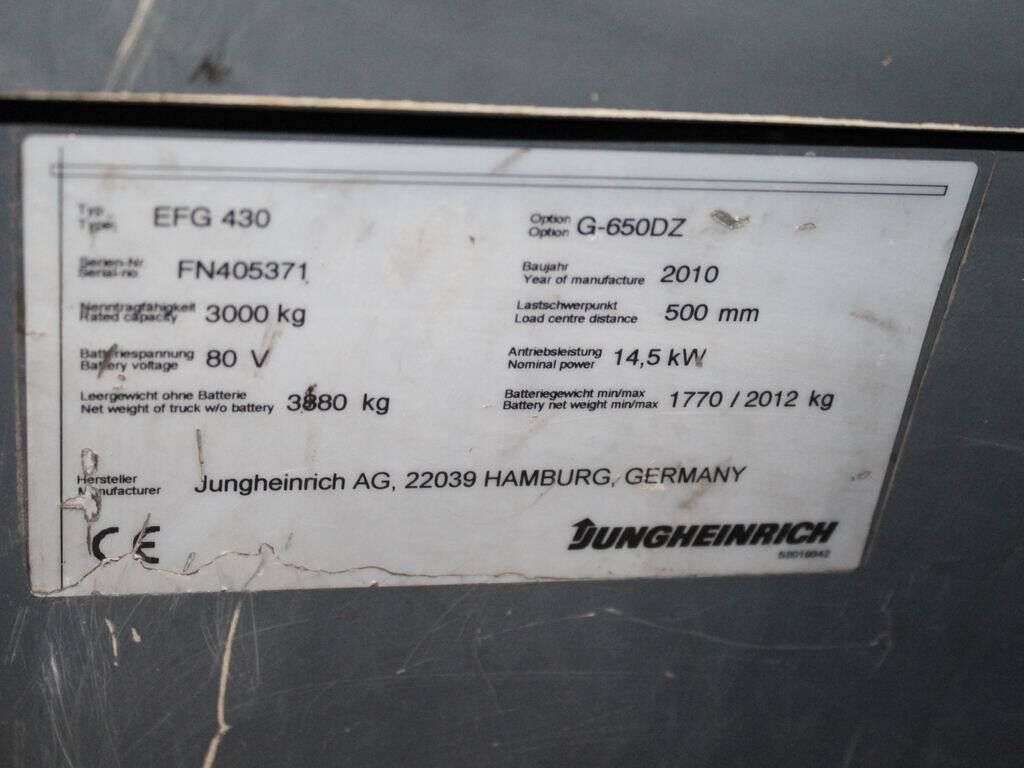 Typ EFG 430 Option G-650DZ
Type Option
Serien-Nr FN405371 Baujahr 2010
Serial-no Year of manufacture
Nenntragfähigkeit 3000 kg Lastschwerpunkt 500 mm
Rated capacity Load centre distance
Batteriespannung 80 V Antriebsleistung 14,5 kW
Battery voltage Nominal power
Leergewicht ohne Batterie kg Batteriegewicht min/max 1770 / 2012 kg
Net weight of truck w/o battery Battery net weight min/max
Hersteller Jungheinrich AG, 22039 HAMBURG, GERMANY
Manufacturer
CE JUNGHEINRICH